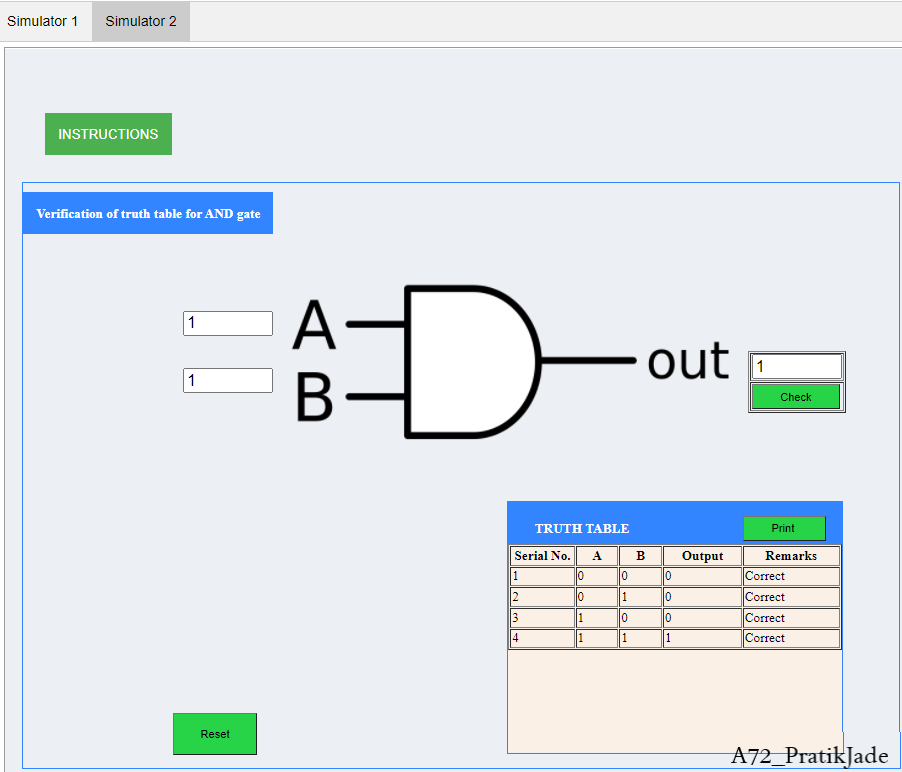 Simulator 1 Simulator 2
INSTRUCTIONS
Verification of truth table for AND gate
1 A
1 B
out 1
Check
TRUTH TABLE Print
Serial No. A B Output Remarks
1 0 0 0 Correct
2 0 1 0 Correct
3 1 0 0 Correct
4 1 1 1 Correct
Reset
A72_PratikJade